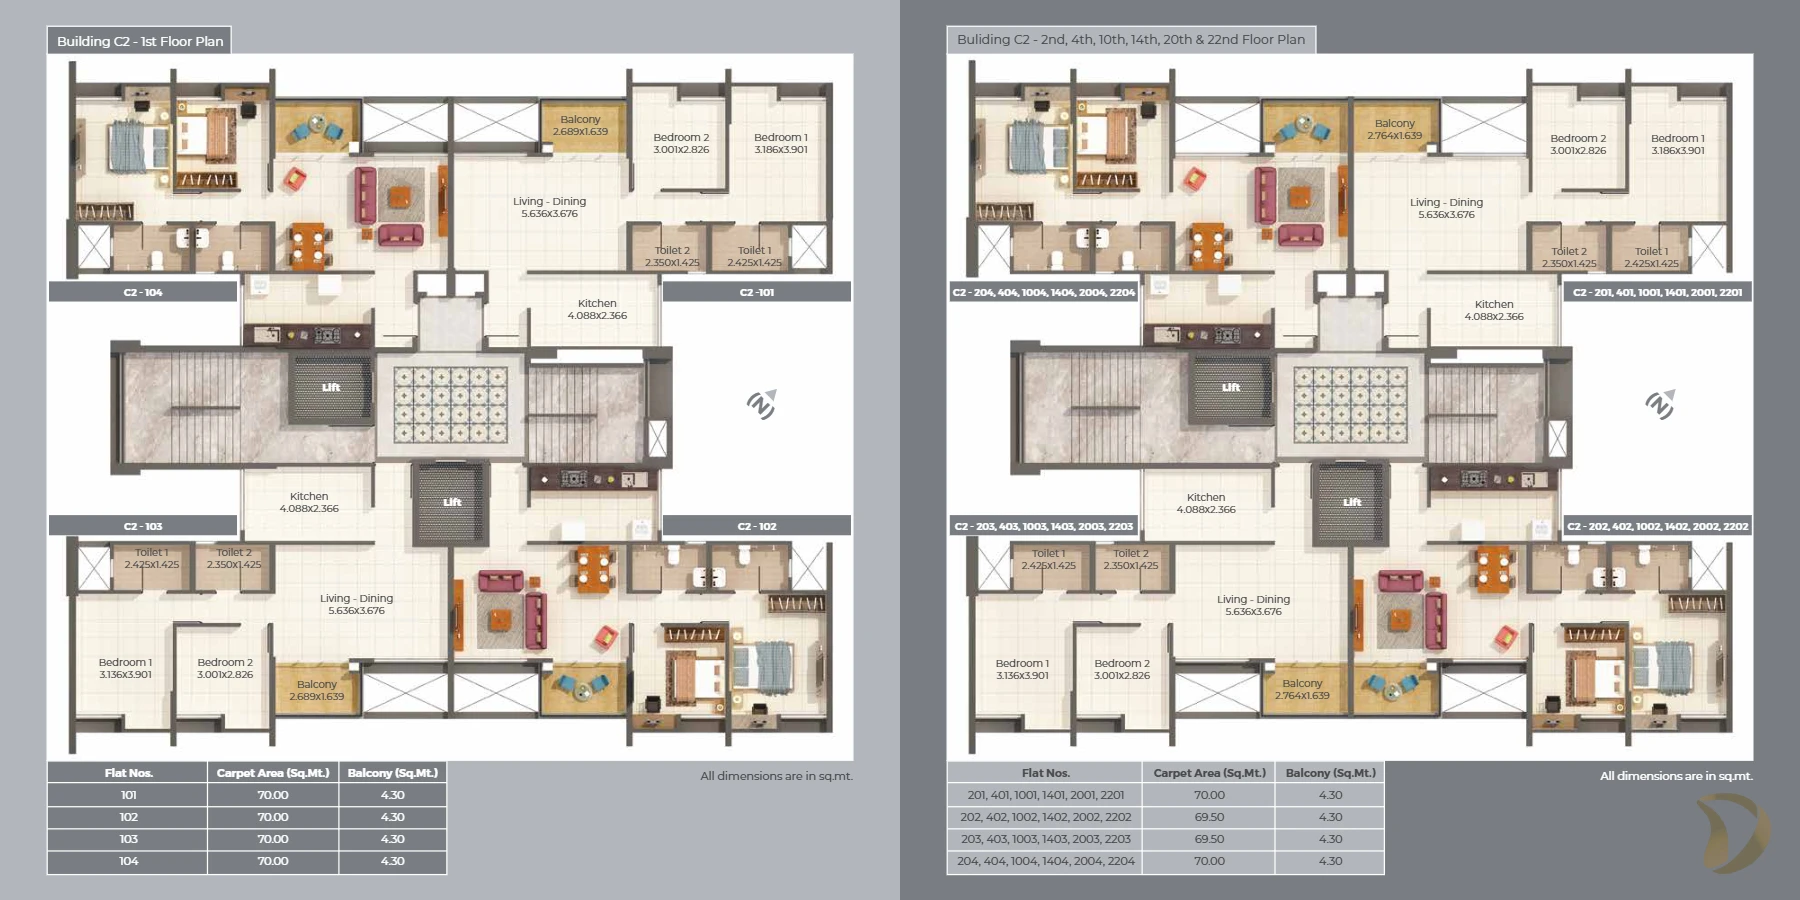 Building C2 - 1st Floor Plan
Balcony
2.689x1.639
Bedroom 2
3.001x2.826
Bedroom 1
3.186x3.901
Living - Dining
5.636x3.676
Toilet 2
2.350x1.425
Toilet 1
2.425x1.425
C2 - 104
C2 -101
Kitchen
4.088x2.366
Lift
N
Kitchen
4.088x2.366
Lift
C2 - 103
C2 - 102
Toilet 1
2.425x1.425
Toilet 2
2.350x1.425
Living - Dining
5.636x3.676
Bedroom 1
3.136x3.901
Bedroom 2
3.001x2.826
Balcony
2.689x1.639
Flat Nos. Carpet Area (Sq.Mt.) Balcony (Sq.Mt.)
101 70.00 4.30
102 70.00 4.30
103 70.00 4.30
104 70.00 4.30
All dimensions are in sq.mt.
Buliding C2 - 2nd, 4th, 10th, 14th, 20th & 22nd Floor Plan
Balcony
2.764x1.639
Bedroom 2
3.001x2.826
Bedroom 1
3.186x3.901
Living - Dining
5.636x3.676
Toilet 2
2.350x1.425
Toilet 1
2.425x1.425
C2 - 204, 404, 1004, 1404, 2004, 2204
C2 - 201, 401, 1001, 1401, 2001, 2201
Kitchen
4.088x2.366
Lift
N
Kitchen
4.088x2.366
Lift
C2 - 203, 403, 1003, 1403, 2003, 2203
C2 - 202, 402, 1002, 1402, 2002, 2202
Toilet 1
2.425x1.425
Toilet 2
2.350x1.425
Living - Dining
5.636x3.676
Bedroom 1
3.136x3.901
Bedroom 2
3.001x2.826
Balcony
2.764x1.639
Flat Nos. Carpet Area (Sq.Mt.) Balcony (Sq.Mt.)
201, 401, 1001, 1401, 2001, 2201 70.00 4.30
202, 402, 1002, 1402, 2002, 2202 69.50 4.30
203, 403, 1003, 1403, 2003, 2203 69.50 4.30
204, 404, 1004, 1404, 2004, 2204 70.00 4.30
All dimensions are in sq.mt.